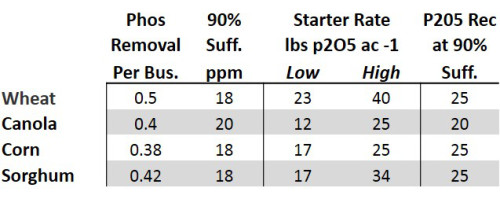 Phos 90% Starter Rate P205 Rec
Removal Suff. lbs p2O5 ac -1 at 90%
Per Bus. ppm Low High Suff.
Wheat 0.5 18 23 40 25
Canola 0.4 20 12 25 20
Corn 0.38 18 17 25 25
Sorghum 0.42 18 17 34 25